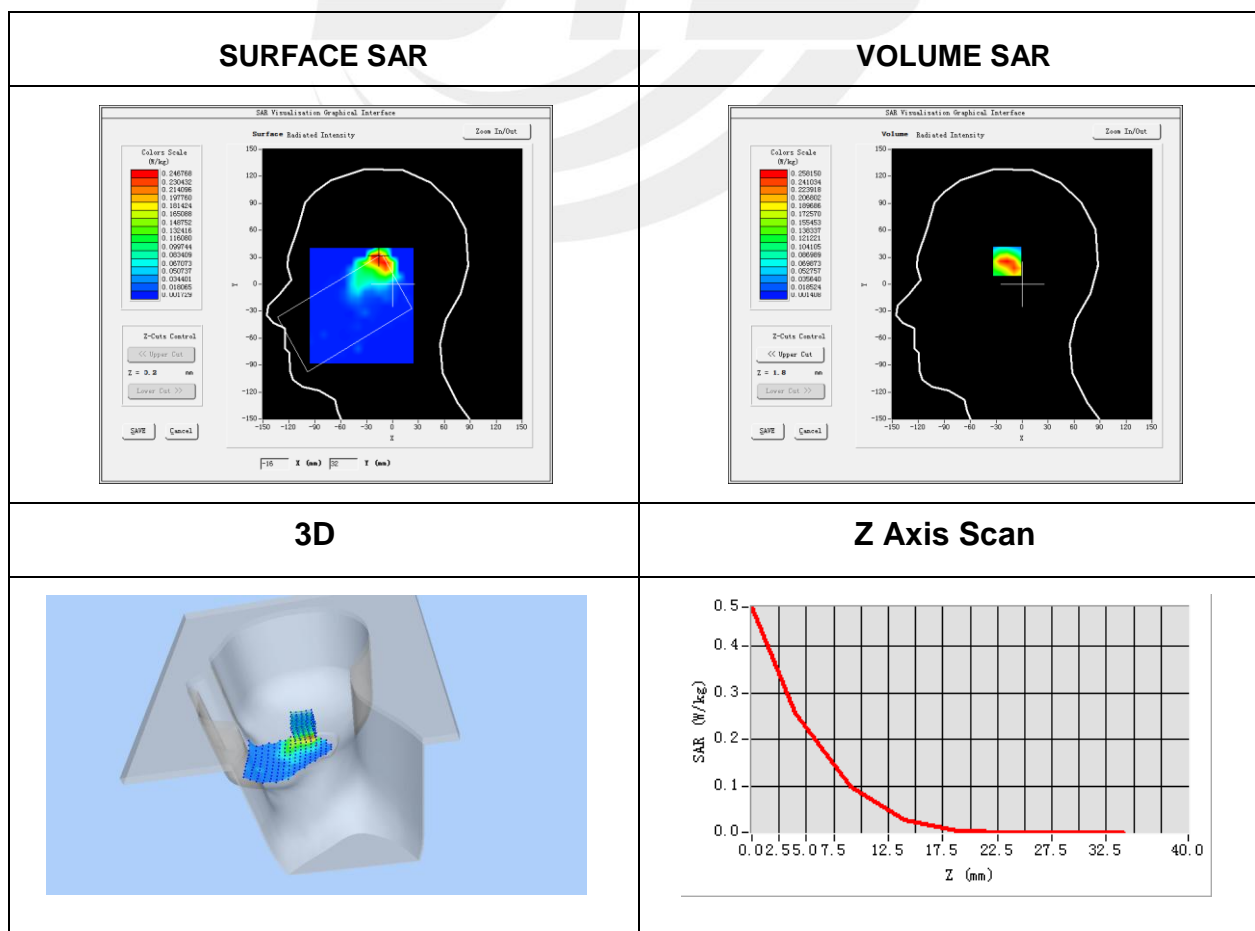 SURFACE SAR
VOLUME SAR
SAR Visualisation Graphical Interface
Surface Radiated Intensity
Zoom In/Out
Colors Scale
(W/kg)
0.246768
0.230432
0.214096
0.197760
0.181424
0.165088
0.148752
0.132416
0.116080
0.099744
0.083409
0.067073
0.050737
0.034401
0.018065
0.001729
Z-Cuts Control
<< Upper Cut
Z = 3.2 mm
Lower Cut >>
SAVE Cancel
150
120
90
60
30
0
-30
-60
-90
-120
-150
Y
-150 -120 -90 -60 -30 0 30 60 90 120 150
X
-16 X (mm) 32 Y (mm)
SAR Visualisation Graphical Interface
Volume Radiated Intensity
Zoom In/Out
Colors Scale
(W/kg)
0.258150
0.241034
0.223918
0.206802
0.189686
0.172570
0.155453
0.138337
0.121221
0.104105
0.086989
0.069873
0.052757
0.035640
0.018524
0.001408
Z-Cuts Control
<< Upper Cut
Z = 1.8 mm
Lower Cut >>
SAVE Cancel
150
120
90
60
30
0
-30
-60
-90
-120
-150
Y
-150 -120 -90 -60 -30 0 30 60 90 120 150
X
3D
Z Axis Scan
0.5
0.4
0.3
0.2
0.1
0.0
SAR (W/kg)
0.0 2.5 5.0 7.5 12.5 17.5 22.5 27.5 32.5 40.0
Z (mm)